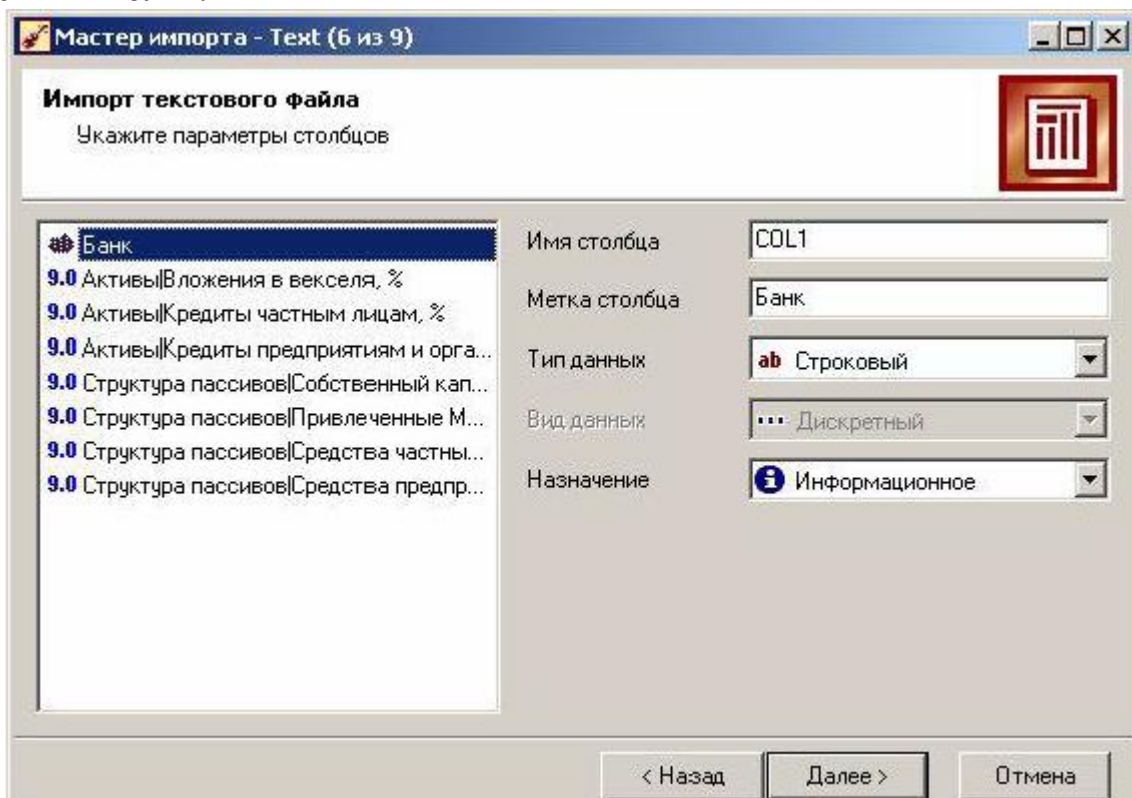 Мастер импорта - Text (6 из 9)
Импорт текстового файла
Укажите параметры столбцов
ab Банк
9.0 Активы|Вложения в векселя, %
9.0 Активы|Кредиты частным лицам, %
9.0 Активы|Кредиты предприятиям и орга...
9.0 Структура пассивов|Собственный кап...
9.0 Структура пассивов|Привлеченные М...
9.0 Структура пассивов|Средства частны...
9.0 Структура пассивов|Средства предпр...
Имя столбца COL1
Метка столбца Банк
Тип данных ab Строковый
Вид данных Дискретный
Назначение Информационное
< Назад Далее > Отмена